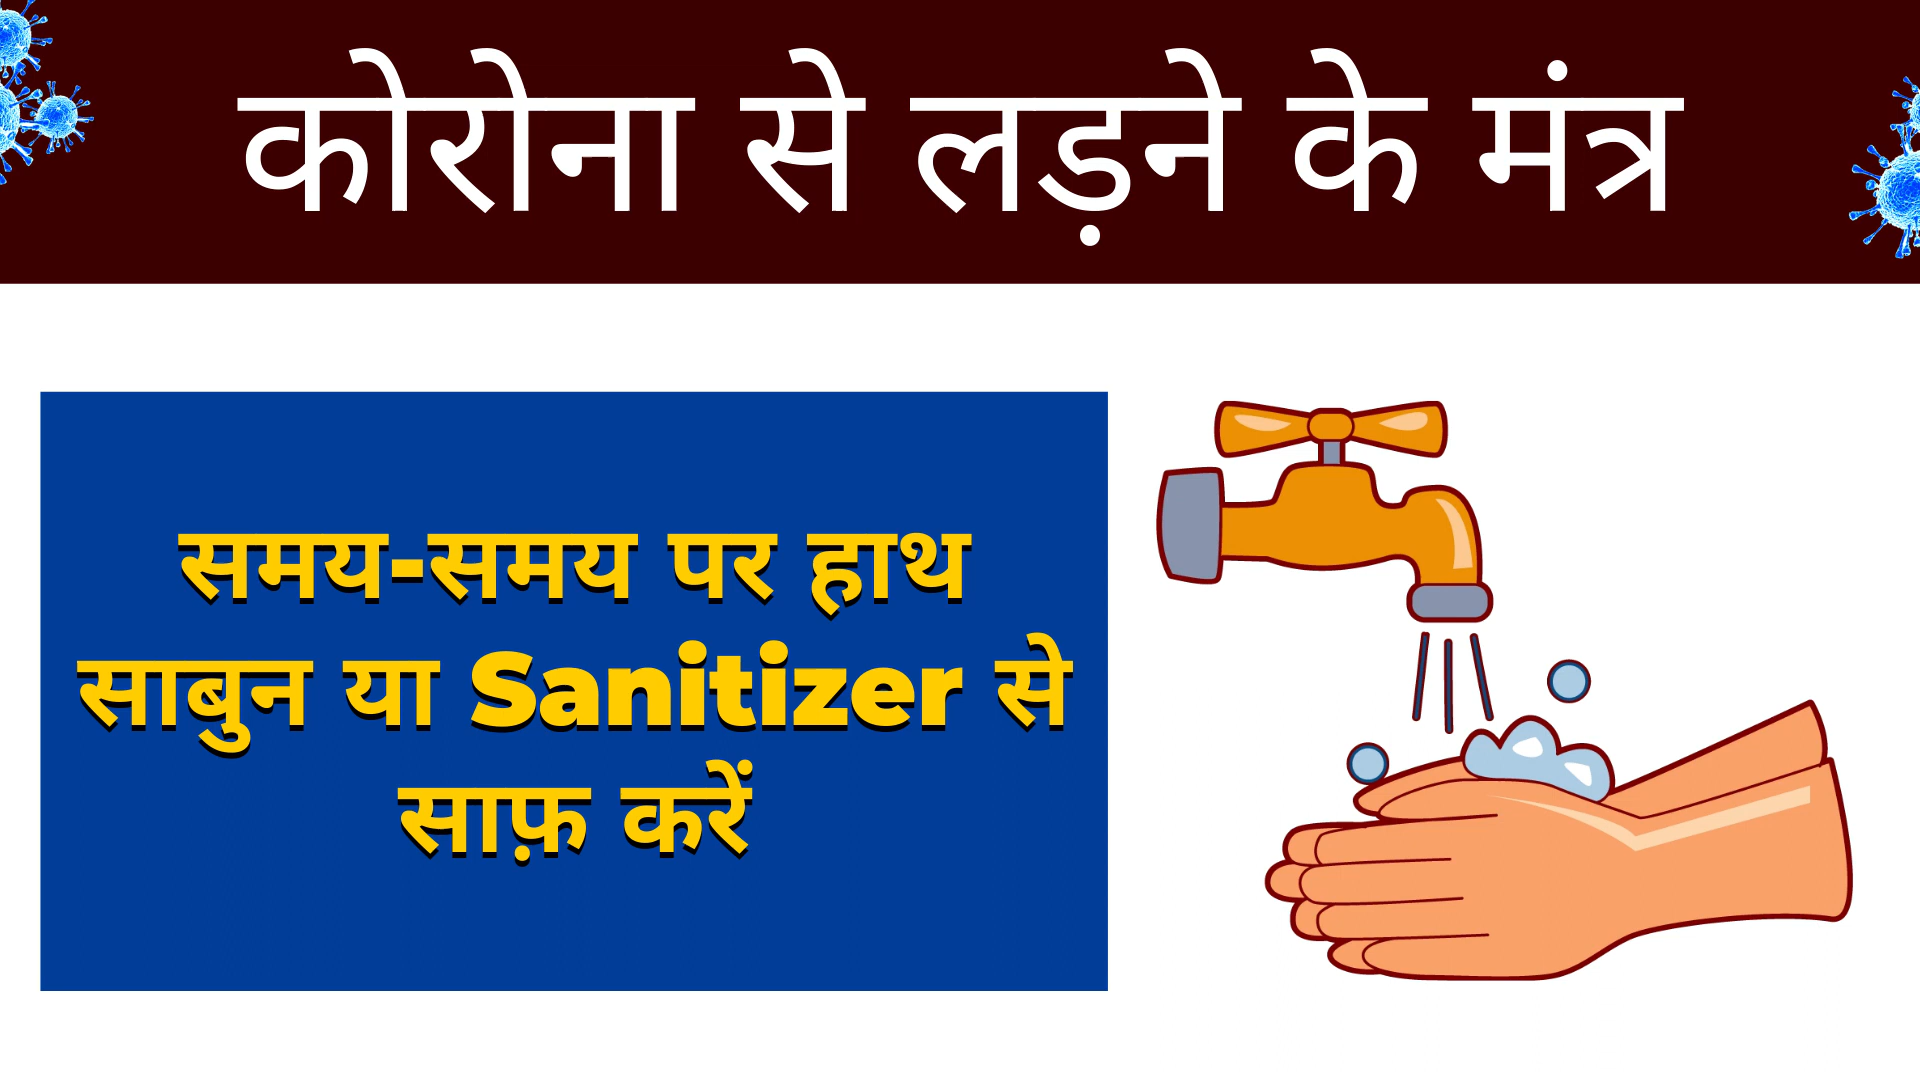 कोरोना से लड़ने के मंत्र
समय-समय पर हाथ
साबुन या Sanitizer से
साफ़ करें